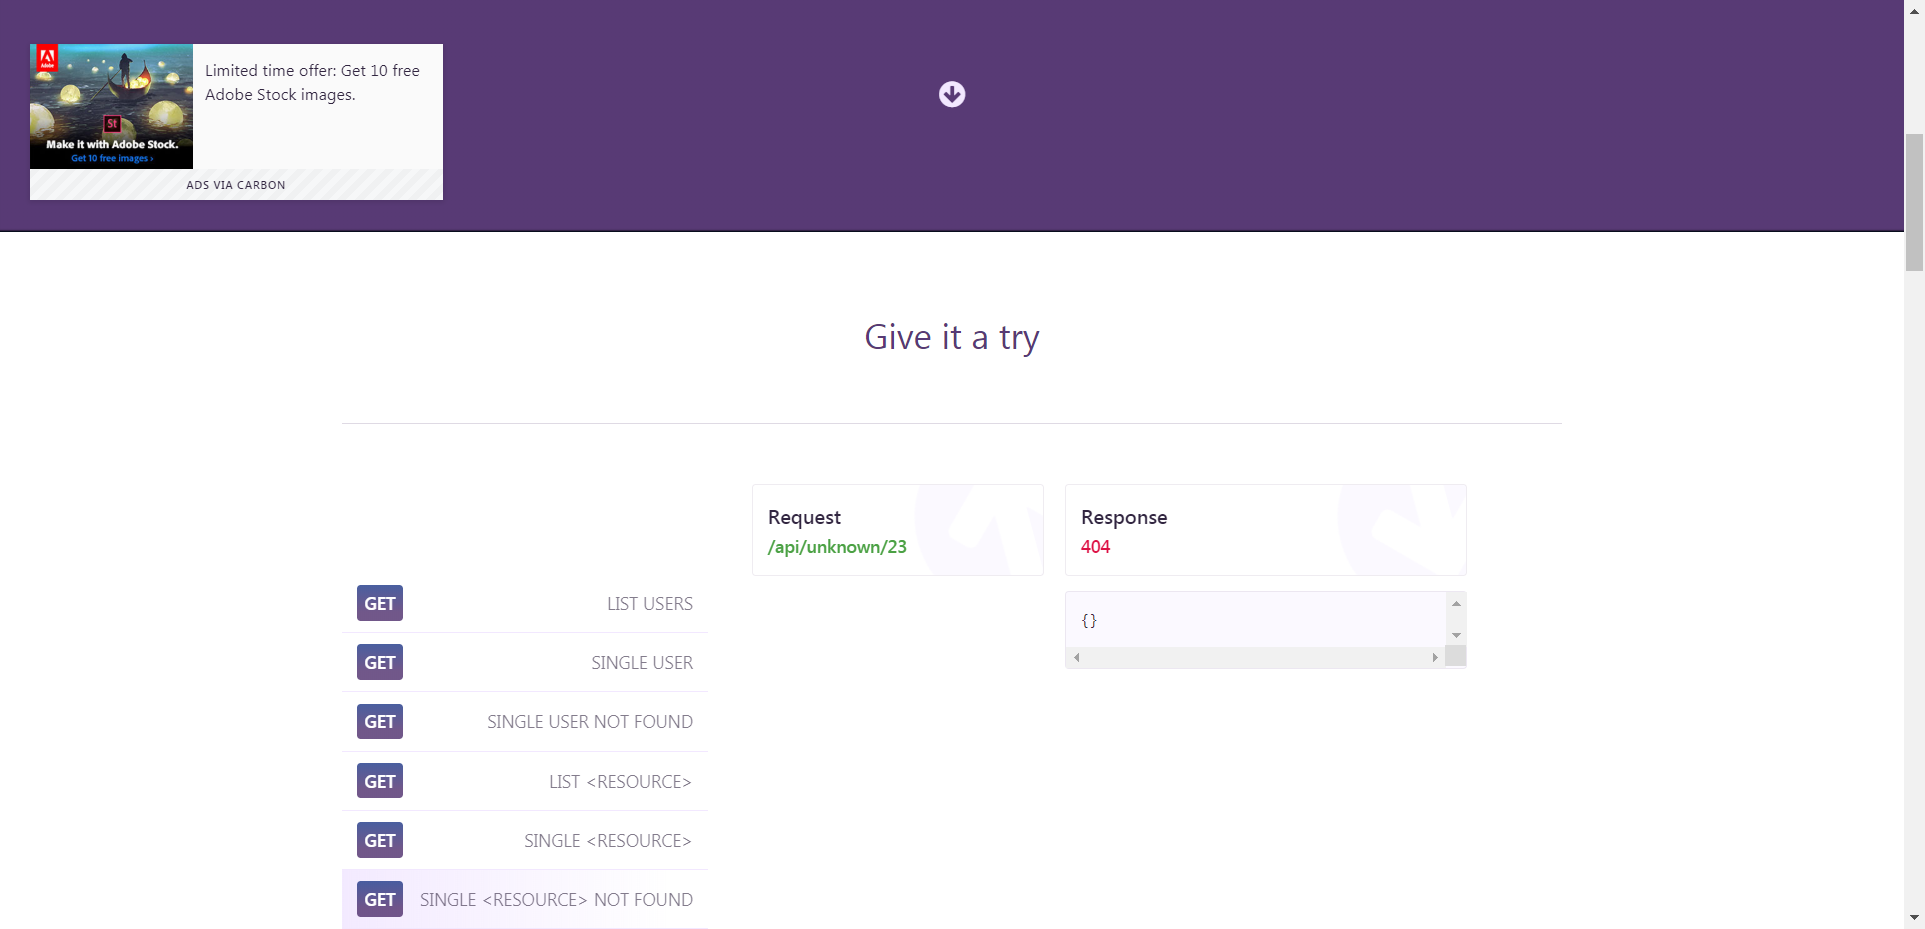 Adobe
Limited time offer: Get 10 free
Adobe Stock images.
St
Make it with Adobe Stock.
Get 10 free images ›
ADS VIA CARBON
Give it a try
Request
/api/unknown/23
Response
404
{}
GET LIST USERS
GET SINGLE USER
GET SINGLE USER NOT FOUND
GET LIST <RESOURCE>
GET SINGLE <RESOURCE>
GET SINGLE <RESOURCE> NOT FOUND